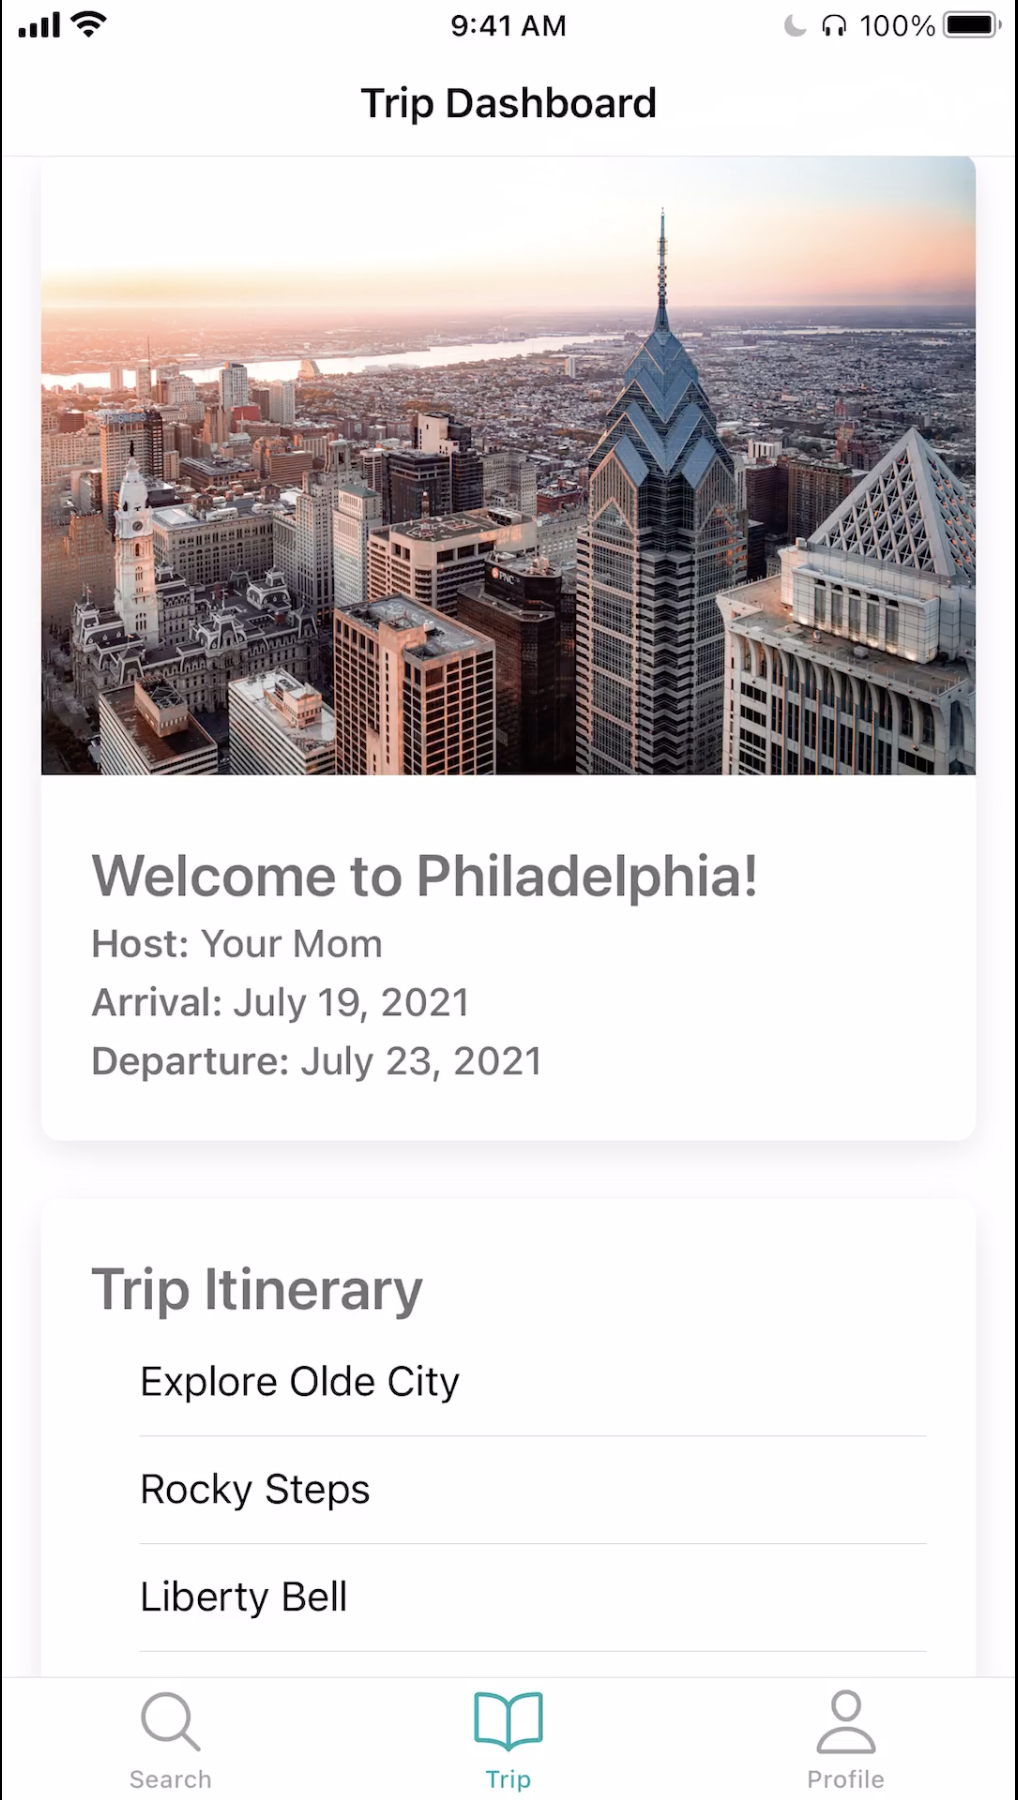 9:41 AM
100%
Trip Dashboard
PNC
Welcome to Philadelphia!
Host: Your Mom
Arrival: July 19, 2021
Departure: July 23, 2021
Trip Itinerary
Explore Olde City
Rocky Steps
Liberty Bell
Search
Trip
Profile